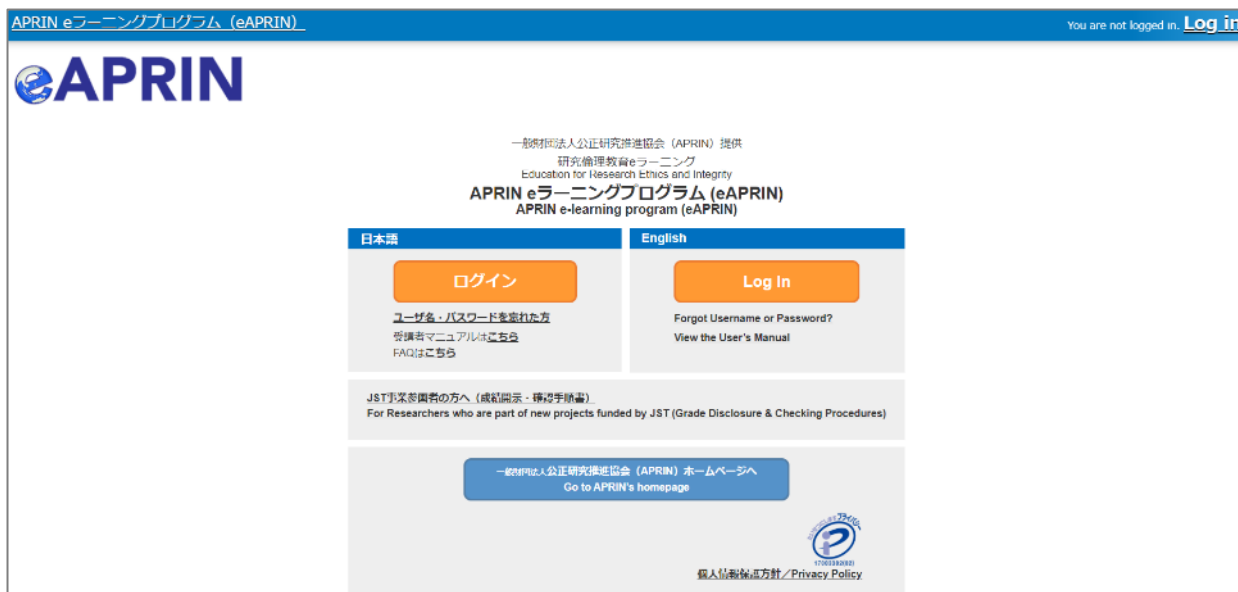 APRIN eラーニングプログラム（eAPRIN）
You are not logged in. Log in
eAPRIN
一般財団法人公正研究推進協会（APRIN）提供
研究倫理教育eラーニング
Education for Research Ethics and Integrity
APRIN eラーニングプログラム (eAPRIN)
APRIN e-learning program (eAPRIN)
日本語
ログイン
ユーザ名・パスワードを忘れた方
受講者マニュアルはこちら
FAQはこちら
English
Log In
Forgot Username or Password?
View the User's Manual
JST事業参画者の方へ（成績開示・確認手順書）
For Researchers who are part of new projects funded by JST (Grade Disclosure & Checking Procedures)
一般財団法人公正研究推進協会（APRIN）ホームページへ
Go to APRIN's homepage
プライバシー
個人情報保護方針／Privacy Policy